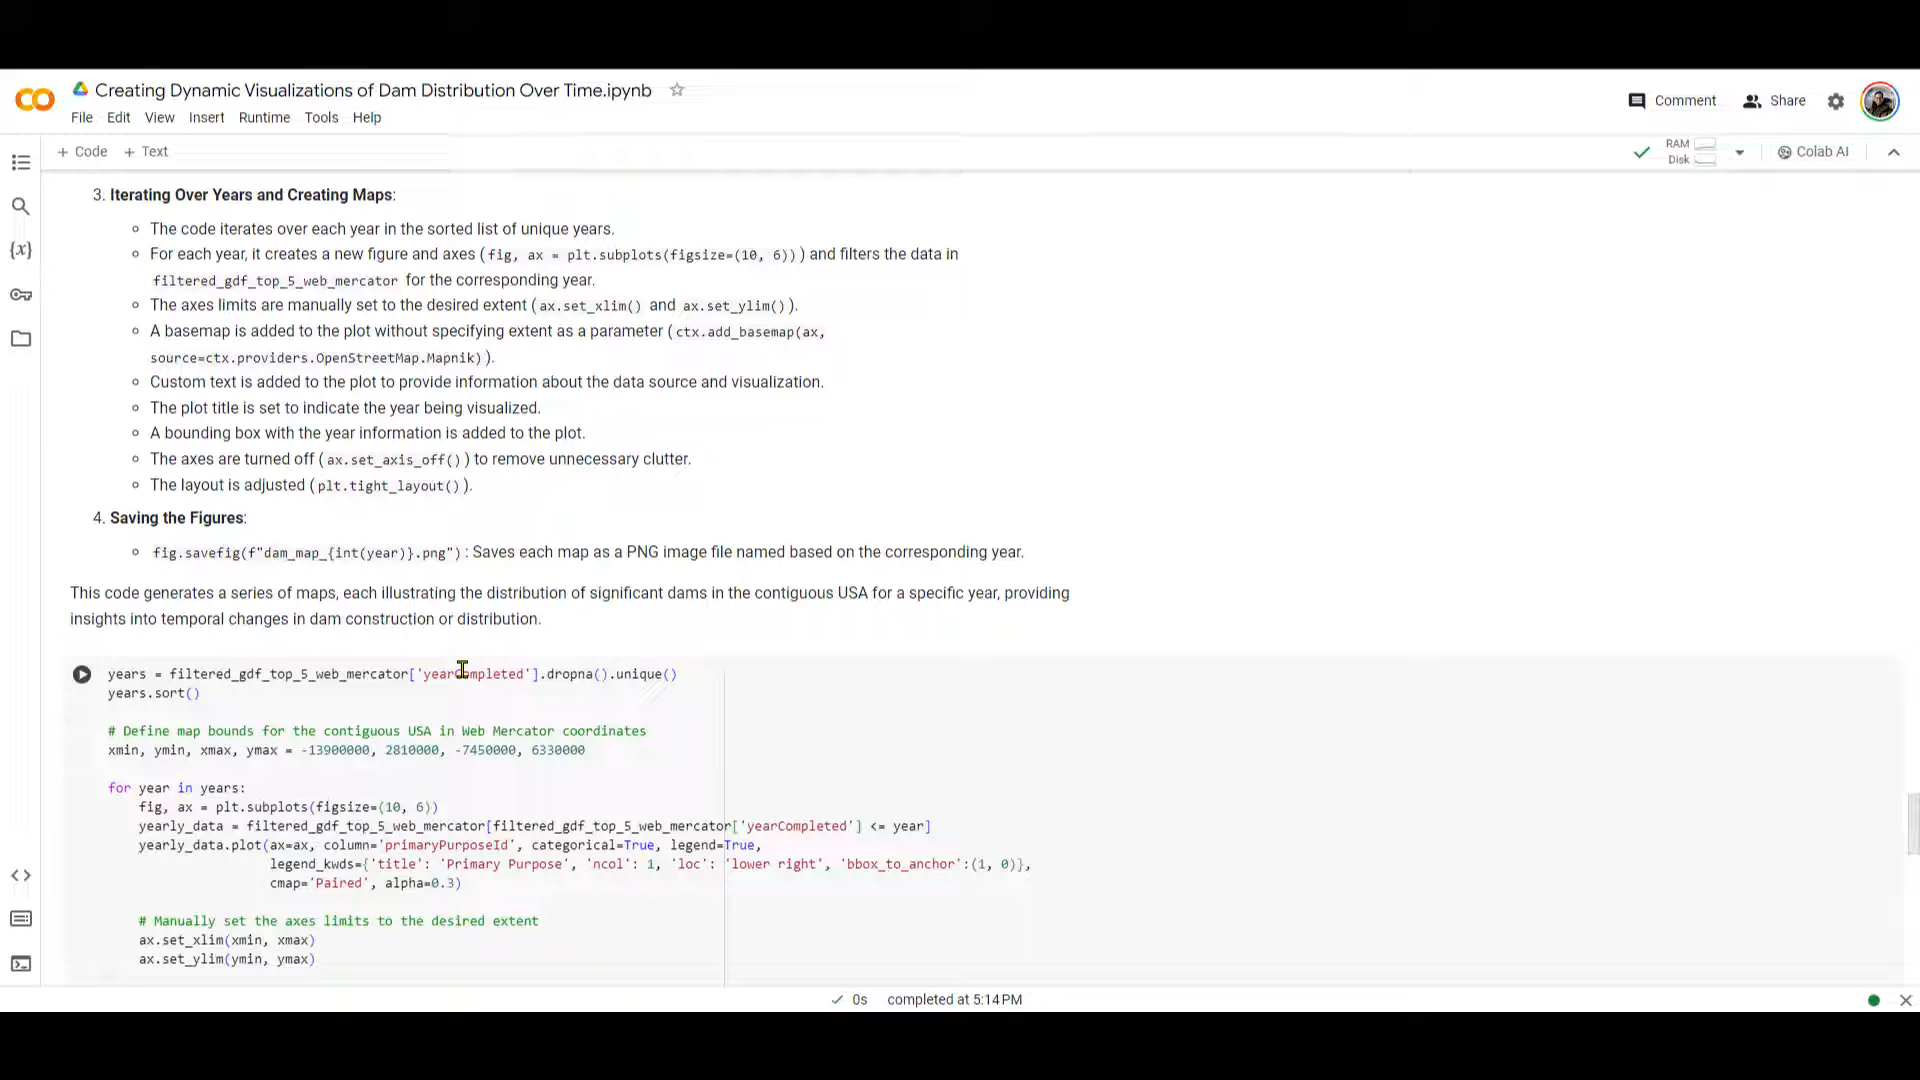 Creating Dynamic Visualizations of Dam Distribution Over Time.ipynb
Comment
Share
File Edit View Insert Runtime Tools Help
+ Code + Text
RAM
Disk
Colab AI
3. Iterating Over Years and Creating Maps:
The code iterates over each year in the sorted list of unique years.
For each year, it creates a new figure and axes (fig, ax = plt.subplots(figsize=(10, 6))) and filters the data in
filtered_gdf_top_5_web_mercator for the corresponding year.
The axes limits are manually set to the desired extent (ax.set_xlim() and ax.set_ylim()).
A basemap is added to the plot without specifying extent as a parameter (ctx.add_basemap(ax,
source=ctx.providers.OpenStreetMap.Mapnik)).
Custom text is added to the plot to provide information about the data source and visualization.
The plot title is set to indicate the year being visualized.
A bounding box with the year information is added to the plot.
The axes are turned off (ax.set_axis_off()) to remove unnecessary clutter.
The layout is adjusted (plt.tight_layout()).
4. Saving the Figures:
fig.savefig(f"dam_map_{int(year)}.png"): Saves each map as a PNG image file named based on the corresponding year.
This code generates a series of maps, each illustrating the distribution of significant dams in the contiguous USA for a specific year, providing
insights into temporal changes in dam construction or distribution.
years = filtered_gdf_top_5_web_mercator['yearCompleted'].dropna().unique()
years.sort()
# Define map bounds for the contiguous USA in Web Mercator coordinates
xmin, ymin, xmax, ymax = -13900000, 2810000, -7450000, 6330000
for year in years:
fig, ax = plt.subplots(figsize=(10, 6))
yearly_data = filtered_gdf_top_5_web_mercator[filtered_gdf_top_5_web_mercator['yearCompleted'] <= year]
yearly_data.plot(ax=ax, column='primaryPurposeId', categorical=True, legend=True,
legend_kwds={'title': 'Primary Purpose', 'ncol': 1, 'loc': 'lower right', 'bbox_to_anchor':(1, 0)},
cmap='Paired', alpha=0.3)
# Manually set the axes limits to the desired extent
ax.set_xlim(xmin, xmax)
ax.set_ylim(ymin, ymax)
0s completed at 5:14 PM